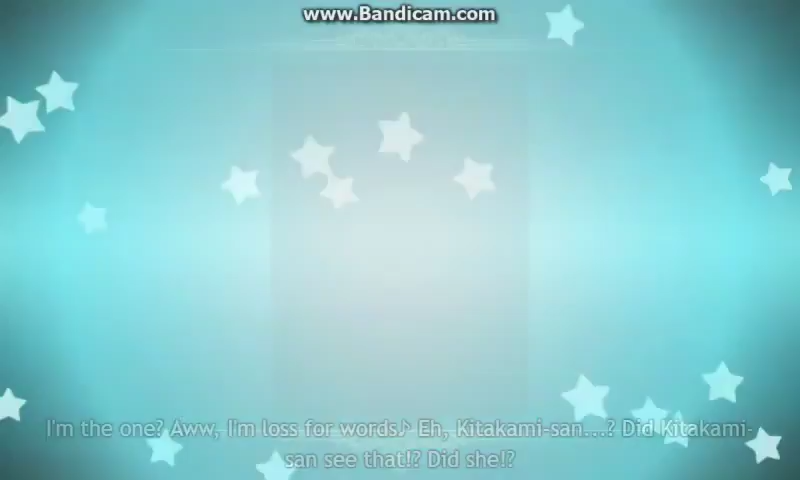 www.Bandicam.com
I'm the one? Aww, I'm loss for words♪ Eh, Kitakami-san...? Did Kitakami-
san see that!? Did she!?